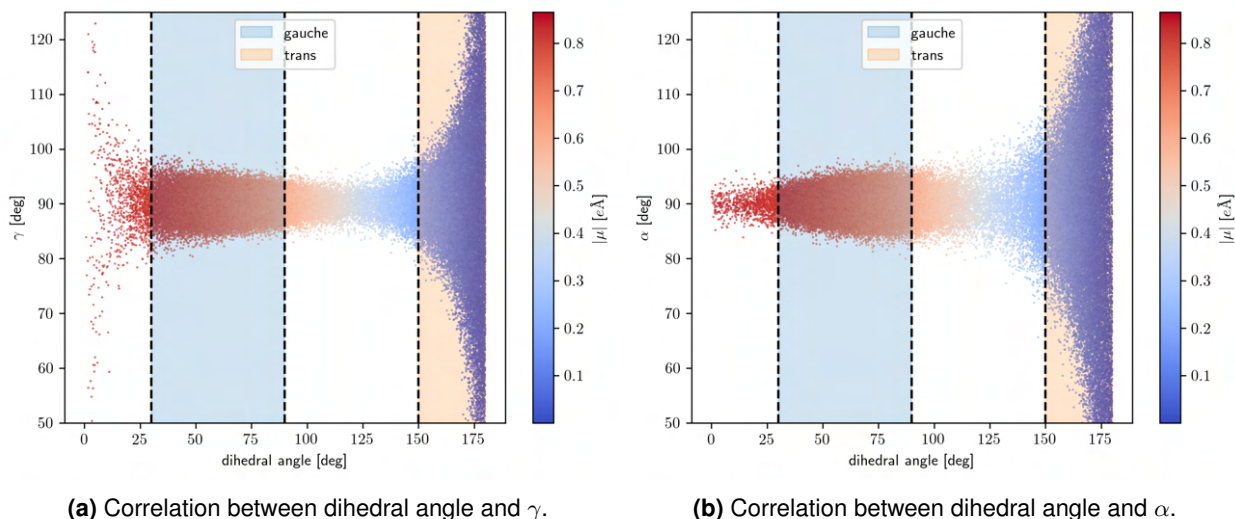 120
110
100
90
80
70
60
50
γ [deg]
0 25 50 75 100 125 150 175
dihedral angle [deg]
gauche
trans
0.8
0.7
0.6
0.5
0.4
0.3
0.2
0.1
|μ| [eÅ]
120
110
100
90
80
70
60
50
α [deg]
0 25 50 75 100 125 150 175
dihedral angle [deg]
gauche
trans
0.8
0.7
0.6
0.5
0.4
0.3
0.2
0.1
|μ| [eÅ]
(a) Correlation between dihedral angle and γ.
(b) Correlation between dihedral angle and α.